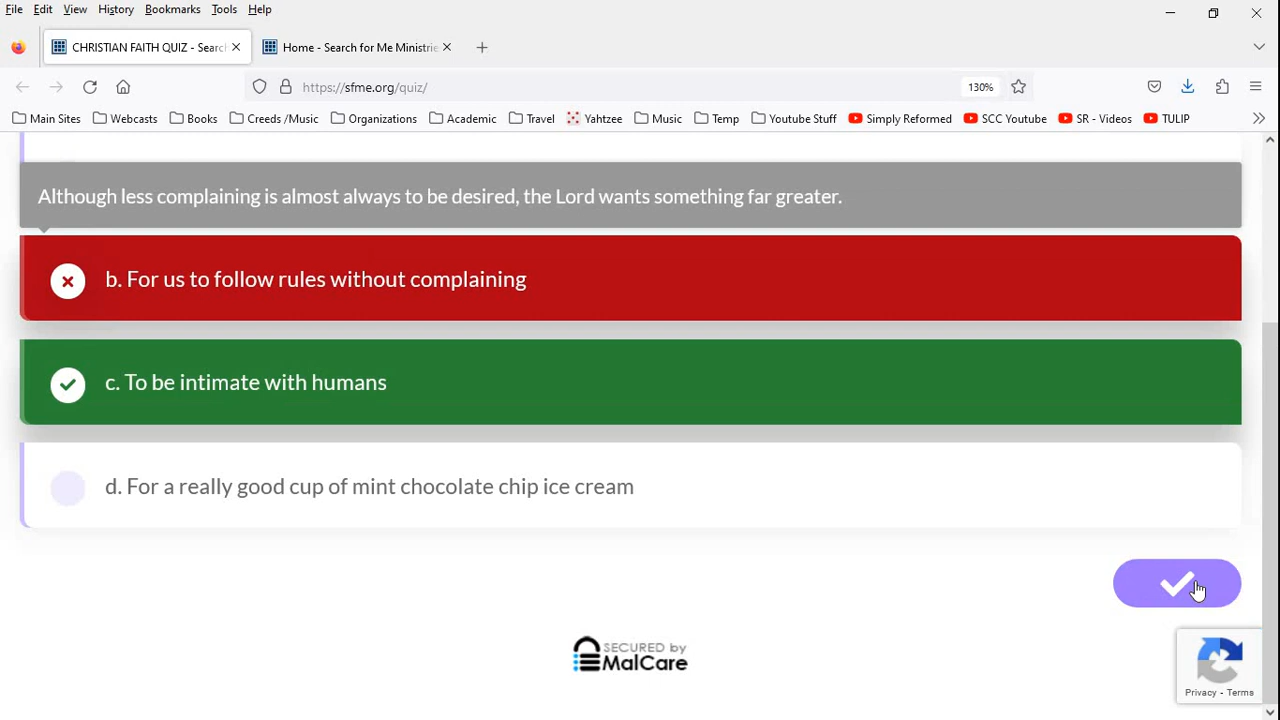 File Edit View History Bookmarks Tools Help
CHRISTIAN FAITH QUIZ - Searc
Home - Search for Me Ministrie
https://sfme.org/quiz/
130%
Main Sites Webcasts Books Creeds /Music Organizations Academic Travel Yahtzee Music Temp Youtube Stuff Simply Reformed SCC Youtube SR - Videos TULIP
Although less complaining is almost always to be desired, the Lord wants something far greater.
b. For us to follow rules without complaining
c. To be intimate with humans
d. For a really good cup of mint chocolate chip ice cream
SECURED by
MalCare
Privacy - Terms